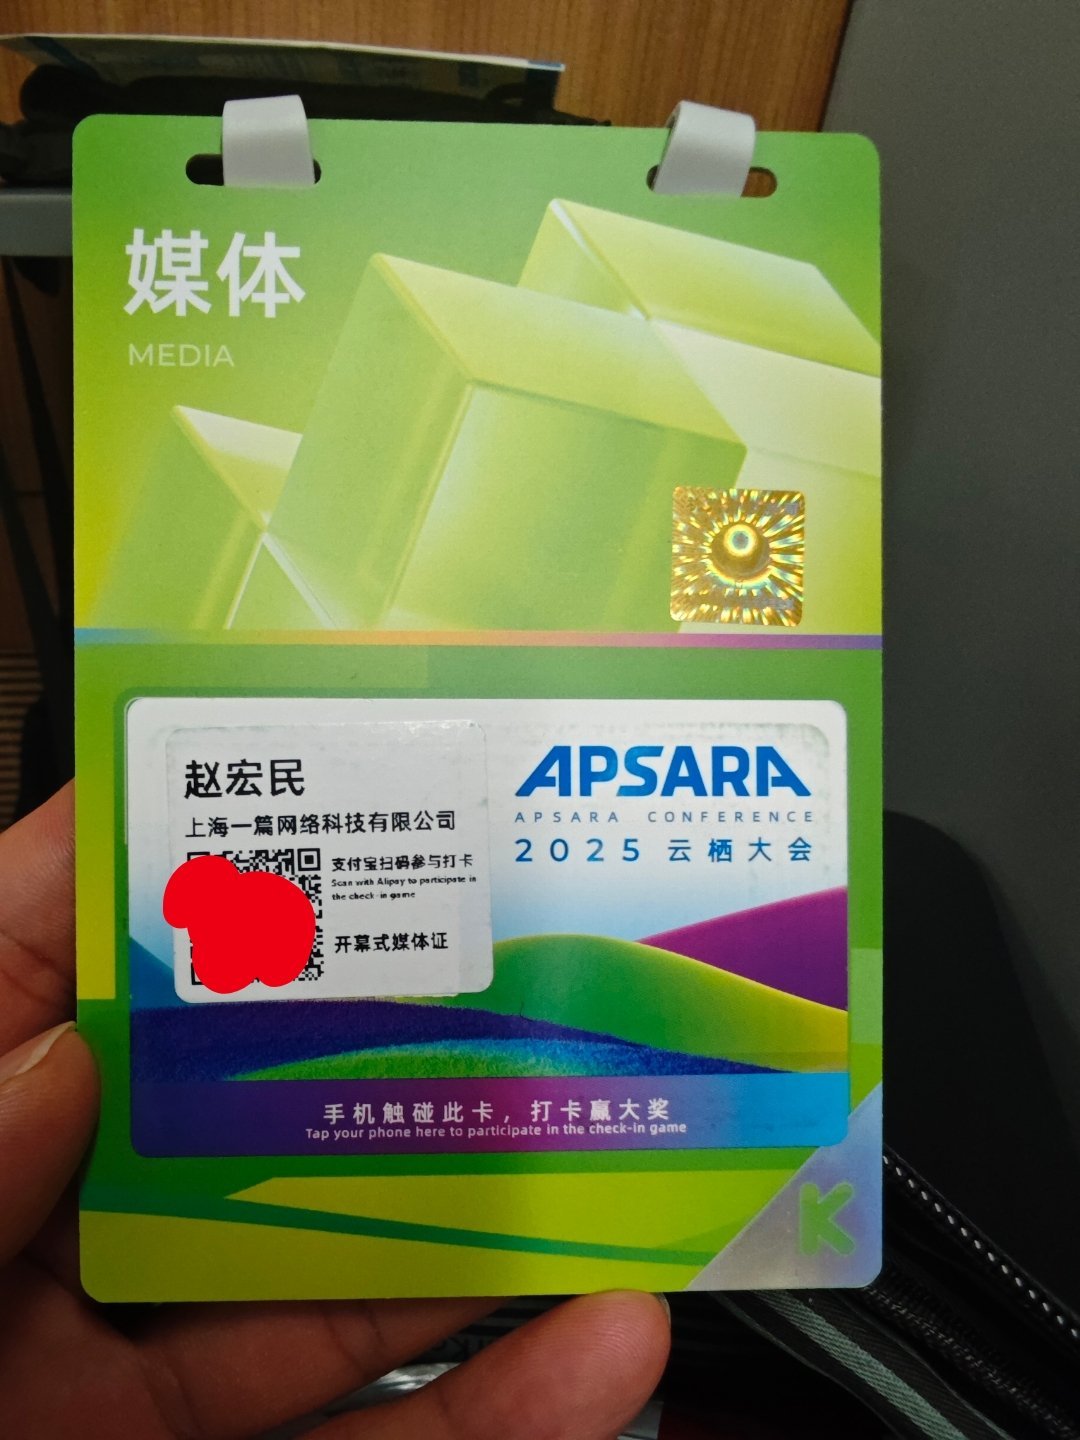 媒体
MEDIA
赵宏民
上海一篇网络科技有限公司
支付宝扫码参与打卡
Scan with Alipay to participate in
the check-in game
开幕式媒体证
APSARA
APSARA CONFERENCE
2025 云栖大会
手机触碰此卡，打卡赢大奖
Tap your phone here to participate in the check-in game
K